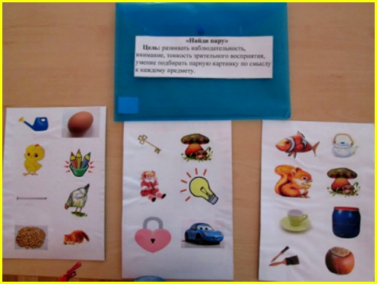 «Найди пару»
Цель: развивать наблюдательность,
внимание, тонкость зрительного восприятия,
умение подбирать парную картинку по смыслу
к каждому предмету.